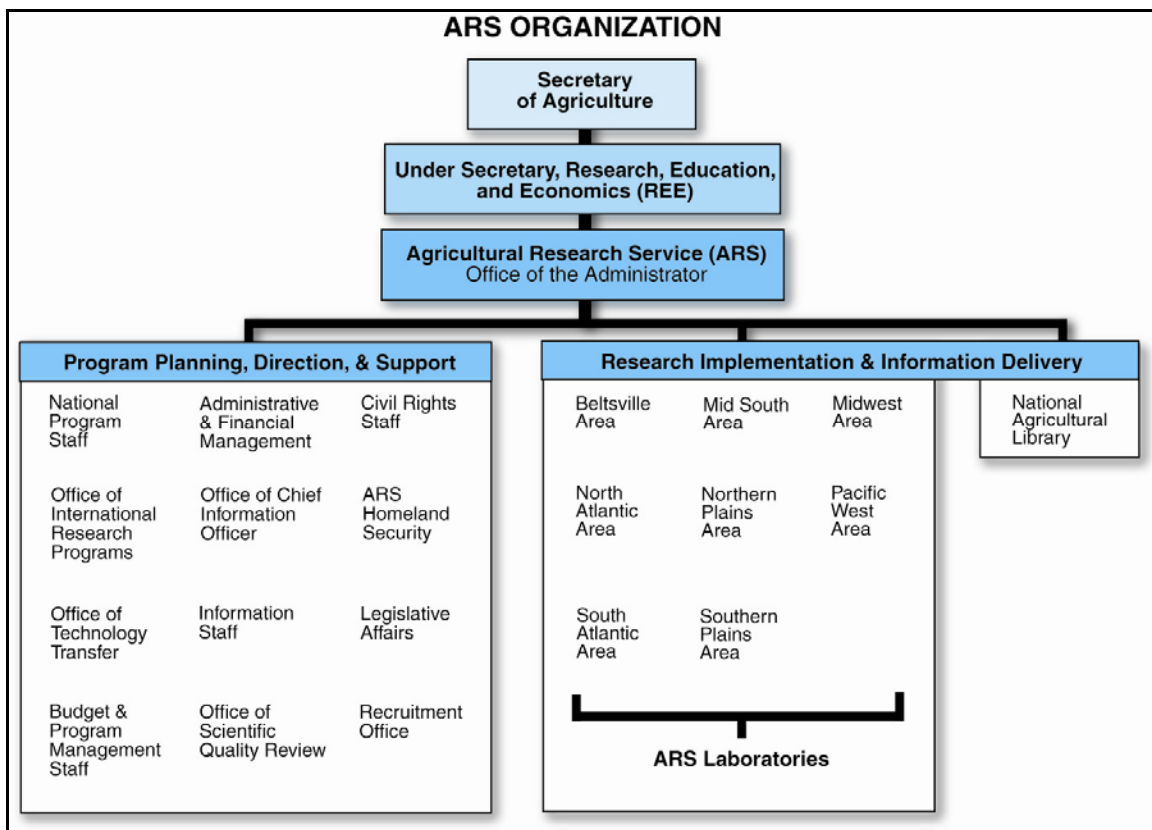 ARS ORGANIZATION
Secretary
of Agriculture
Under Secretary, Research, Education,
and Economics (REE)
Agricultural Research Service (ARS)
Office of the Administrator
Program Planning, Direction, & Support
National
Program
Staff
Administrative
& Financial
Management
Civil Rights
Staff
Office of
International
Research
Programs
Office of Chief
Information
Officer
ARS
Homeland
Security
Office of
Technology
Transfer
Information
Staff
Legislative
Affairs
Budget &
Program
Management
Staff
Office of
Scientific
Quality Review
Recruitment
Office
Research Implementation & Information Delivery
Beltsville
Area
Mid South
Area
Midwest
Area
North
Atlantic
Area
Northern
Plains
Area
Pacific
West
Area
South
Atlantic
Area
Southern
Plains
Area
ARS Laboratories
National
Agricultural
Library